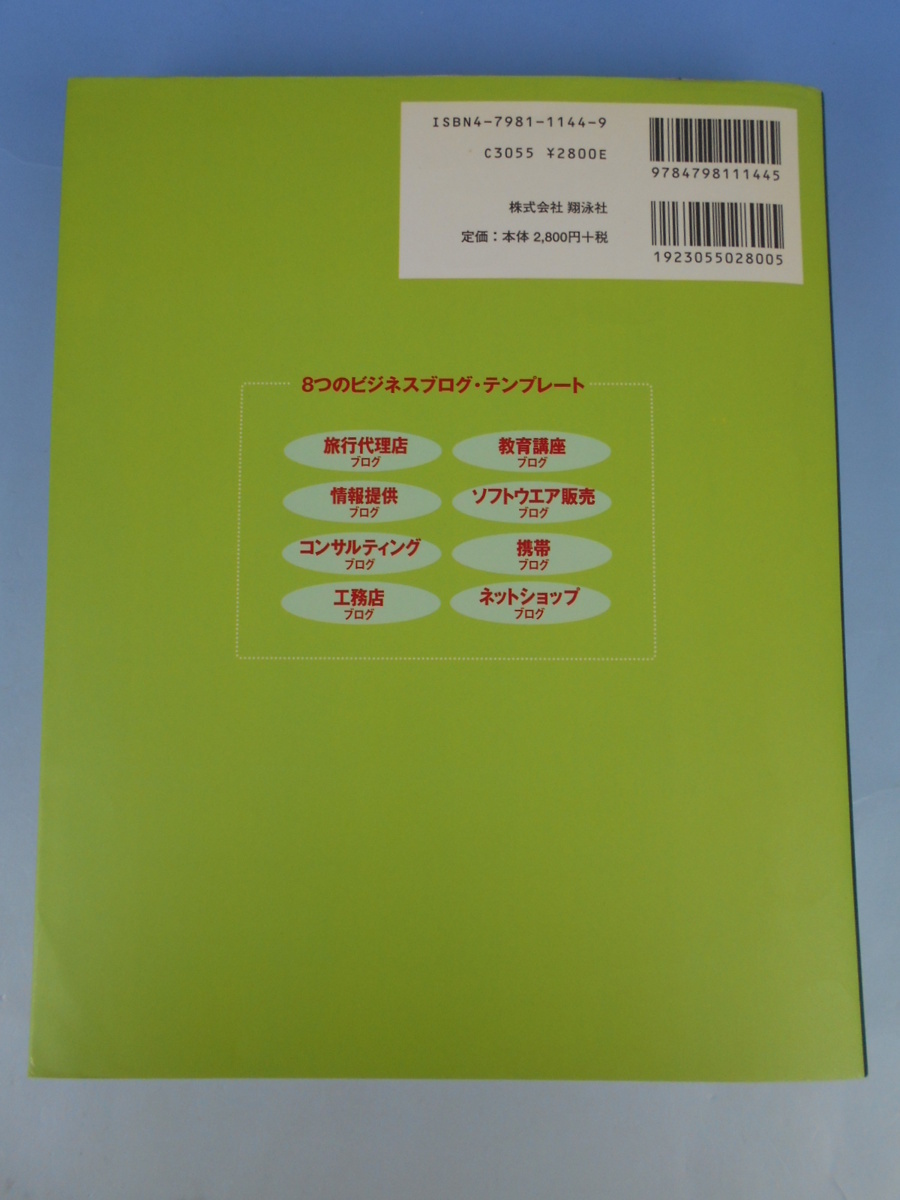 ISBN4-7981-1144-9
C3055 ¥2800E
9784798111445
株式会社 翔泳社
定価：本体 2,800円＋税
1923055028005
8つのビジネスブログ・テンプレート
旅行代理店
ブログ
教育講座
ブログ
情報提供
ブログ
ソフトウエア販売
ブログ
コンサルティング
ブログ
携帯
ブログ
工務店
ブログ
ネットショップ
ブログ